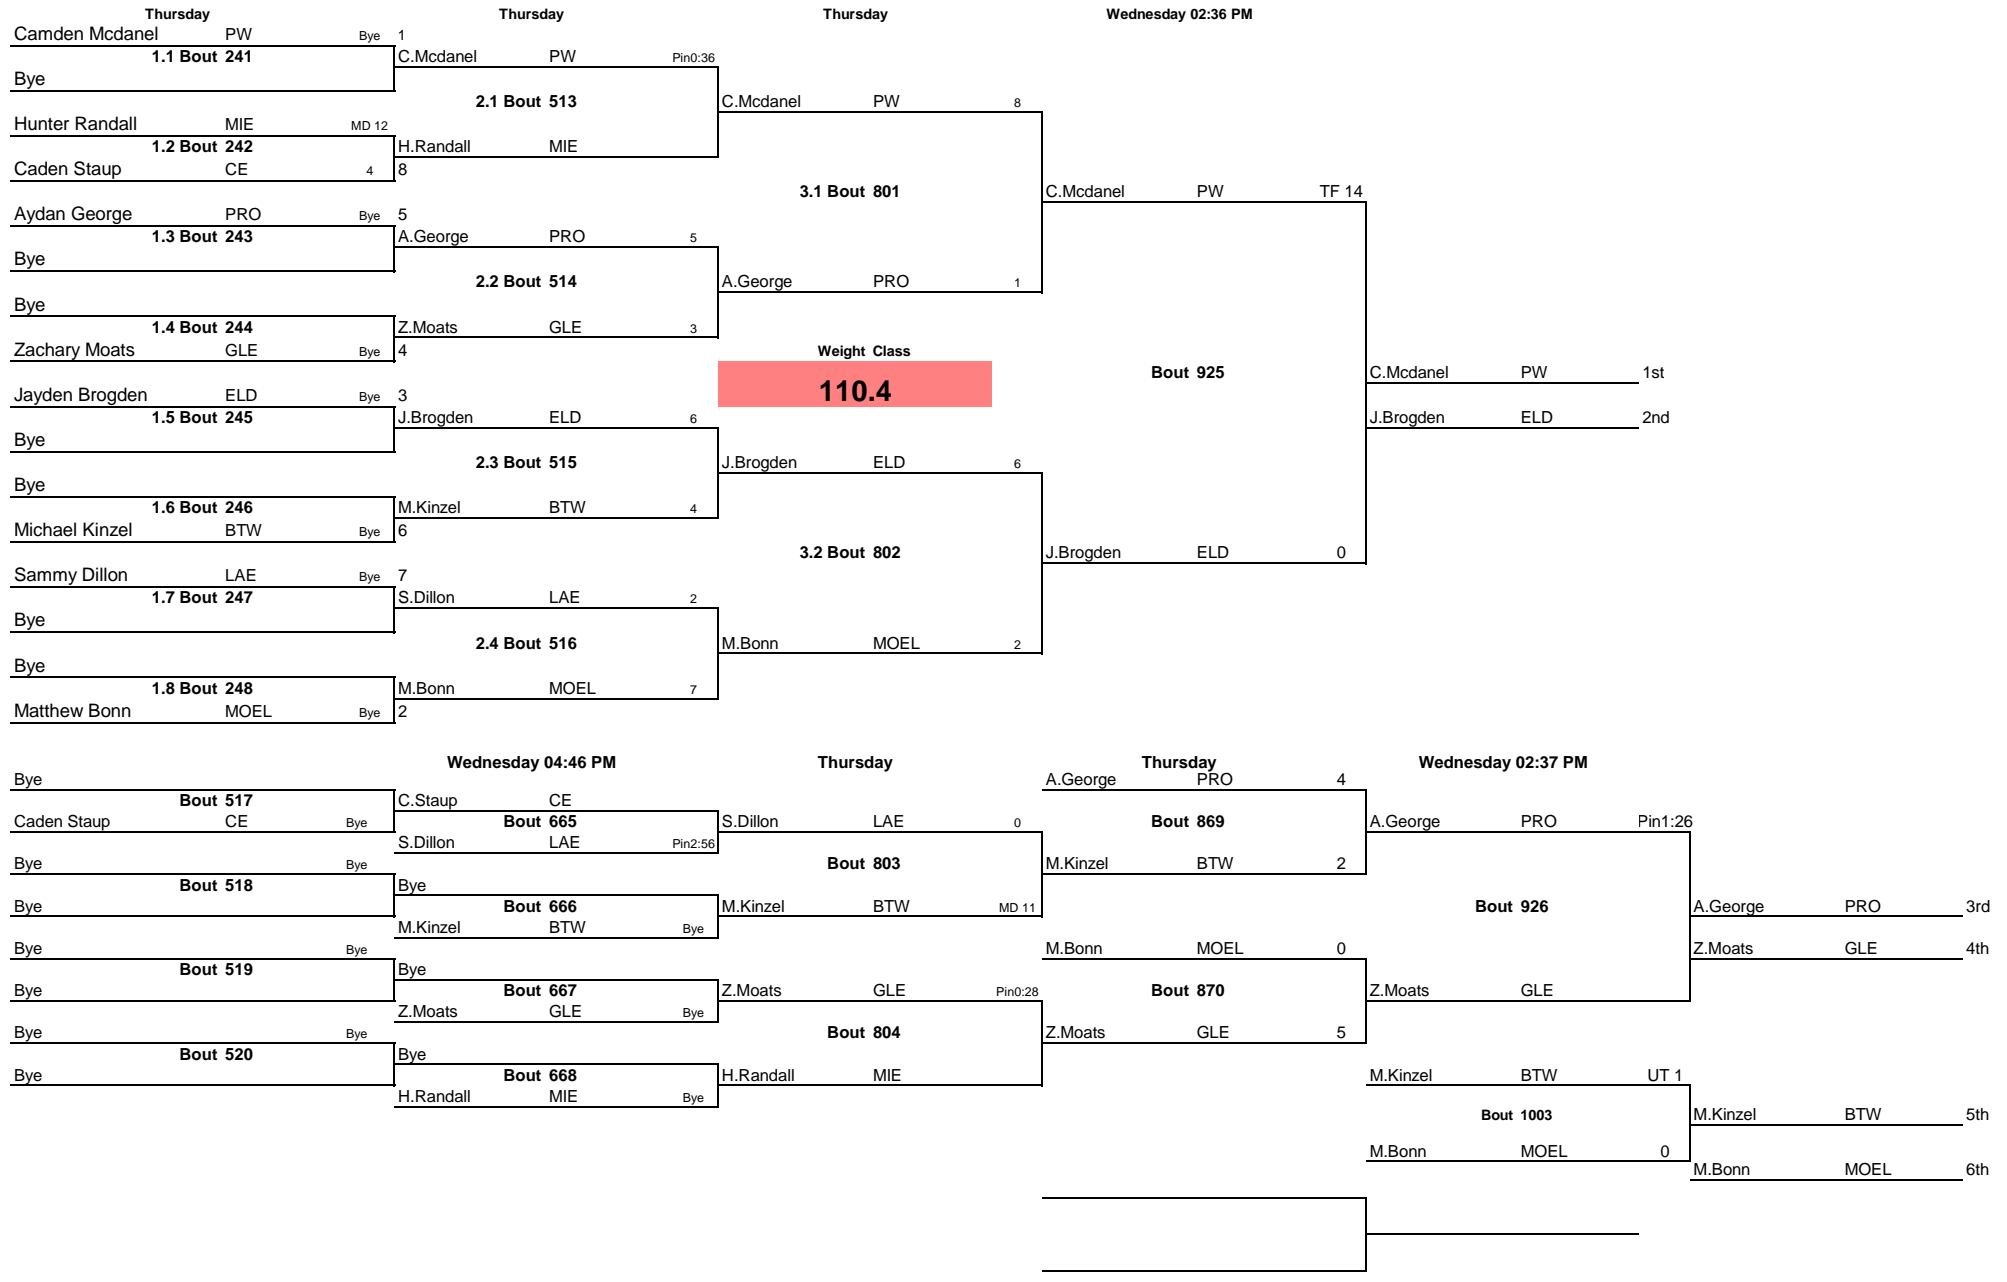 Thursday Thursday Thursday Wednesday 02:36 PM
Camden Mcdanel PW Bye 1
1.1 Bout 241 C.Mcdanel PW Pin0:36
Bye
2.1 Bout 513 C.Mcdanel PW 8
Hunter Randall MIE MD 12
1.2 Bout 242 H.Randall MIE
Caden Staup CE 4 8
3.1 Bout 801 C.Mcdanel PW TF 14
Aydan George PRO Bye 5
1.3 Bout 243 A.George PRO 5
Bye
2.2 Bout 514 A.George PRO 1
Bye
1.4 Bout 244 Z.Moats GLE 3
Zachary Moats GLE Bye 4 Weight Class
Bout 925 C.Mcdanel PW 1st
Jayden Brogden ELD Bye 3 110.4
1.5 Bout 245 J.Brogden ELD 6 J.Brogden ELD 2nd
Bye
2.3 Bout 515 J.Brogden ELD 6
Bye
1.6 Bout 246 M.Kinzel BTW 4
Michael Kinzel BTW Bye 6
3.2 Bout 802 J.Brogden ELD 0
Sammy Dillon LAE Bye 7
1.7 Bout 247 S.Dillon LAE 2
Bye
2.4 Bout 516 M.Bonn MOEL 2
Bye
1.8 Bout 248 M.Bonn MOEL 7
Matthew Bonn MOEL Bye 2
Wednesday 04:46 PM Thursday Thursday Wednesday 02:37 PM
Bye A.George PRO 4
Bout 517 C.Staup CE
Caden Staup CE Bye Bout 665 S.Dillon LAE 0 Bout 869 A.George PRO Pin1:26
S.Dillon LAE Pin2:56
Bye Bye Bout 803 M.Kinzel BTW 2
Bout 518 Bye
Bye Bout 666 M.Kinzel BTW MD 11 Bout 926 A.George PRO 3rd
M.Kinzel BTW Bye
Bye Bye M.Bonn MOEL 0 Z.Moats GLE 4th
Bout 519 Bye
Bye Bout 667 Z.Moats GLE Pin0:28 Bout 870 Z.Moats GLE
Z.Moats GLE Bye
Bye Bye Bout 804 Z.Moats GLE 5
Bout 520 Bye
Bye Bout 668 H.Randall MIE M.Kinzel BTW UT 1
H.Randall MIE Bye
Bout 1003 M.Kinzel BTW 5th
M.Bonn MOEL 0
M.Bonn MOEL 6th